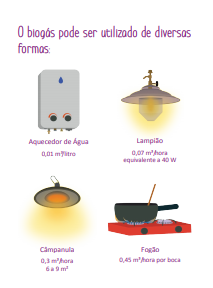 O biogás pode ser utilizado de diversas
formas:
Aquecedor de Água
0,01 m³/litro
Lampião
0,07 m³/hora
equivalente a 40 W
Câmpanula
0,3 m³/hora
6 a 9 m²
Fogão
0,45 m³/hora por boca